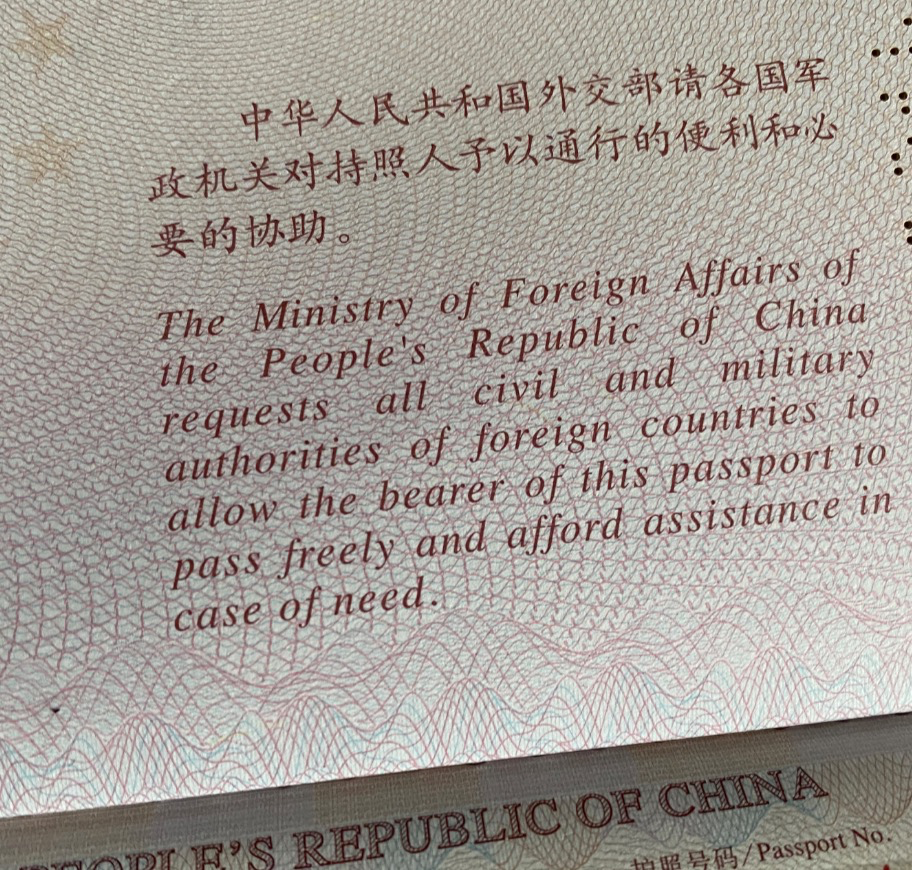 中华人民共和国外交部请各国军
政机关对持照人予以通行的便利和必
要的协助。
The Ministry of Foreign Affairs of
the People's Republic of China
requests all civil and military
authorities of foreign countries to
allow the bearer of this passport to
pass freely and afford assistance in
case of need.
PEOPLE'S REPUBLIC OF CHINA
护照号码/Passport No.